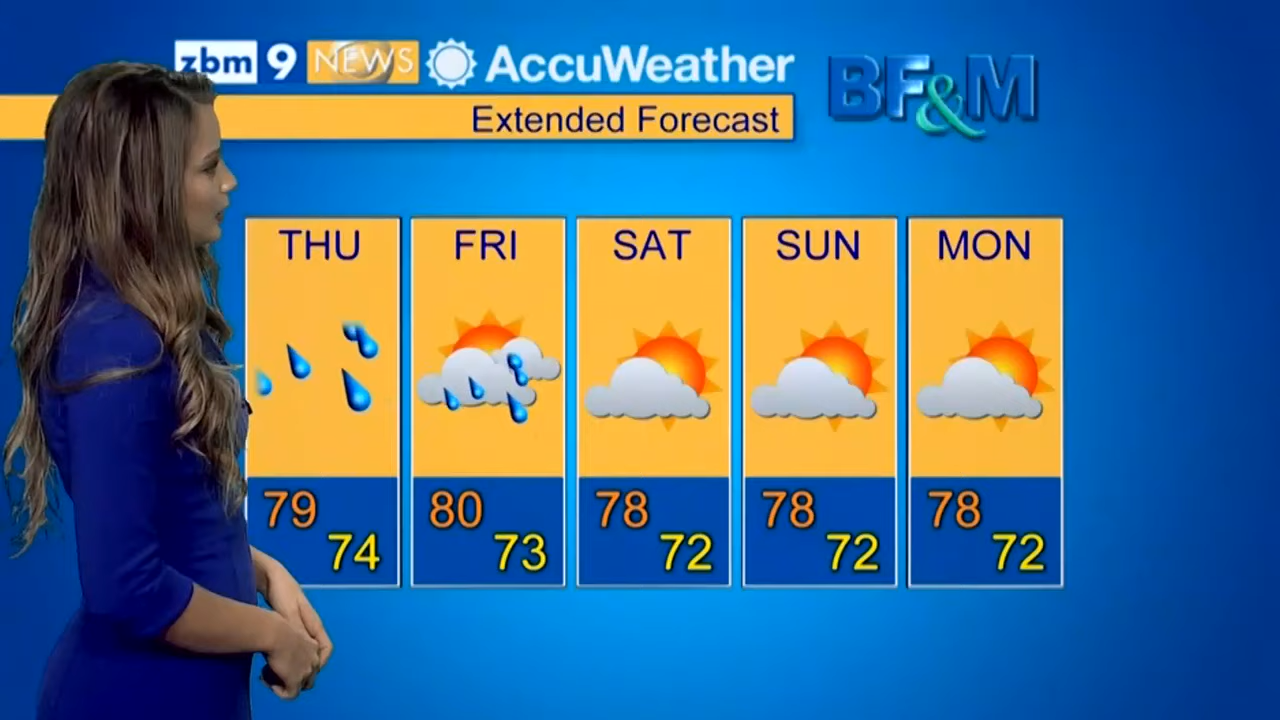 zbm 9 NEWS AccuWeather
BF&M
Extended Forecast
THU FRI SAT SUN MON
79 80 78 78 78
74 73 72 72 72